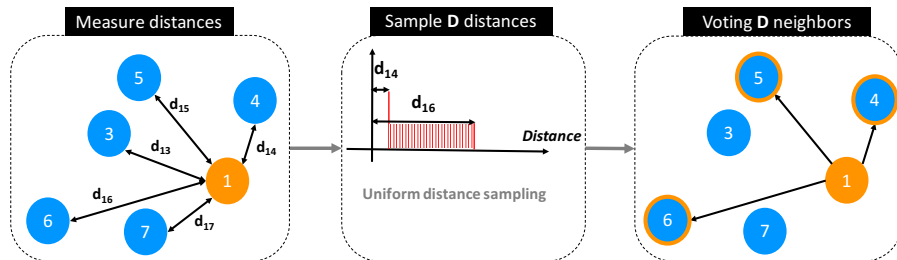 Measure distances
5
4
d15
3
d13
d14
1
d16
6
7
d17
Sample D distances
d14
d16
Distance
Uniform distance sampling
Voting D neighbors
5
4
3
1
6
7